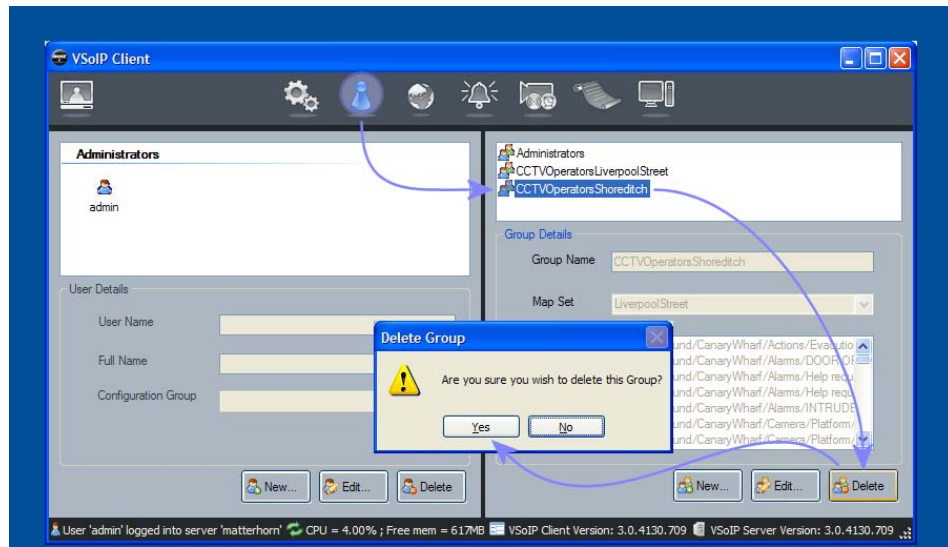 VSoIP Client
Administrators
admin
Administrators
CCTVOperatorsLiverpoolStreet
CCTVOperatorsShoreditch
Group Details
Group Name CCTVOperatorsShoreditch
Map Set LiverpoolStreet
User Details
User Name
Full Name
Configuration Group
Delete Group
Are you sure you wish to delete this Group?
Yes No
und/CanaryWharf/Actions/Evacuatio
und/CanaryWharf/Alarms/DOOR OF
und/CanaryWharf/Alarms/Help requ
und/CanaryWharf/Alarms/Help requ
und/CanaryWharf/Alarms/INTRUDE
und/CanaryWharf/Camera/Platform/
und/CanaryWharf/Camera/Platform/
New... Edit... Delete
New... Edit... Delete
User 'admin' logged into server 'matterhorn' CPU = 4.00% ; Free mem = 617MB VSoIP Client Version: 3.0.4130.709 VSoIP Server Version: 3.0.4130.709